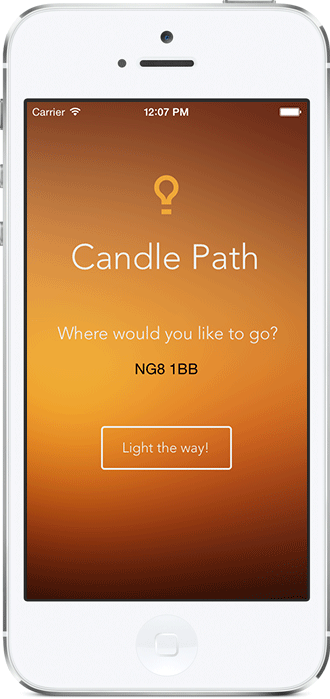 Carrier 12:07 PM
Candle Path
Where would you like to go?
NG8 1BB
Light the way!